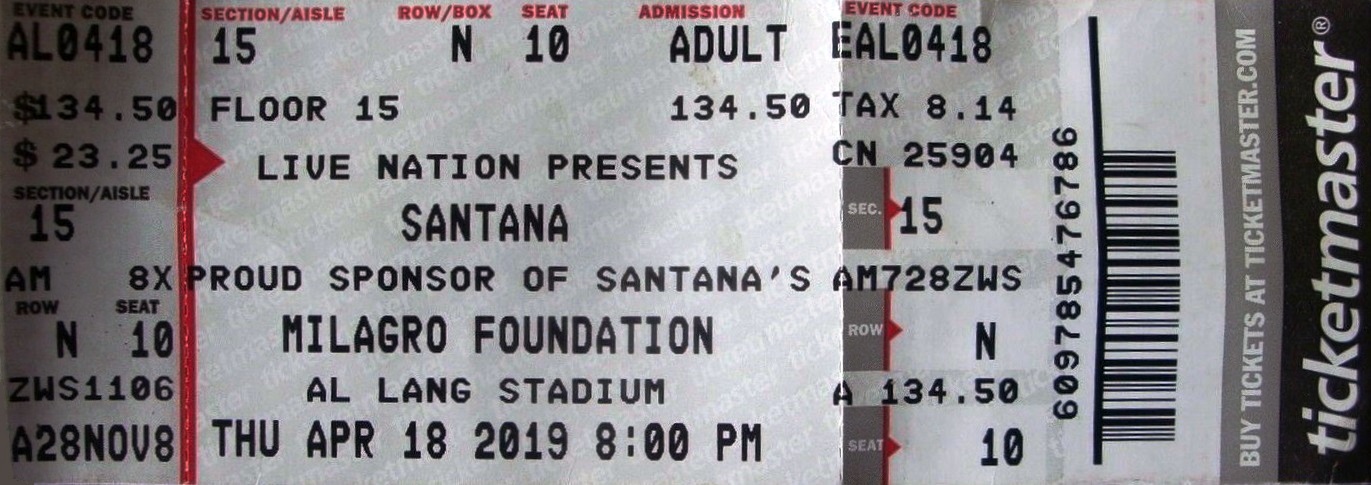 EVENT CODE
AL0418
$134.50
$ 23.25
SECTION/AISLE
15
AM 8X
ROW SEAT
N 10
ZWS1106
A28NOV8
SECTION/AISLE ROW/BOX SEAT ADMISSION
15 N 10 ADULT
FLOOR 15 134.50
LIVE NATION PRESENTS
SANTANA
PROUD SPONSOR OF SANTANA'S
MILAGRO FOUNDATION
AL LANG STADIUM
THU APR 18 2019 8:00 PM
EVENT CODE
EAL0418
TAX 8.14
CN 25904
SEC. 15
AM728ZWS
ROW N
A 134.50
SEAT 10
609785476786
BUY TICKETS AT TICKETMASTER.COM
ticketmaster®